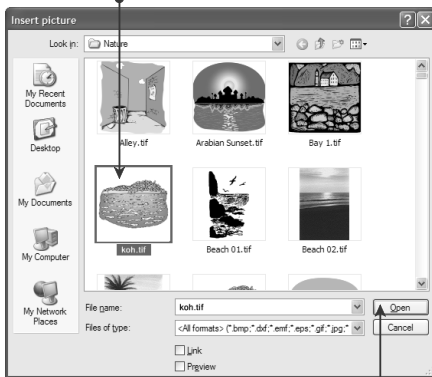 Insert picture
Look in: Nature
My Recent Documents
Desktop
My Documents
My Computer
My Network Places
Alley.tif Arabian Sunset.tif Bay 1.tif
koh.tif Beach 01.tif Beach 02.tif
File name: koh.tif Open
Files of type: <All formats> (*.bmp;*.dxf;*.emf;*.eps;*.gif;*.jpg;* Cancel
Link
Preview